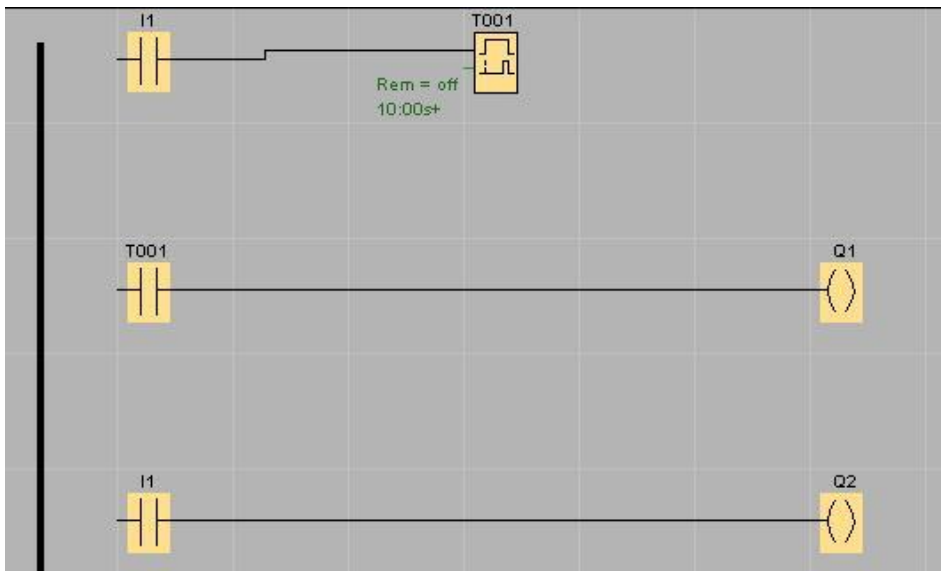 I1 T001
Rem = off
10:00s+
T001 Q1
I1 Q2